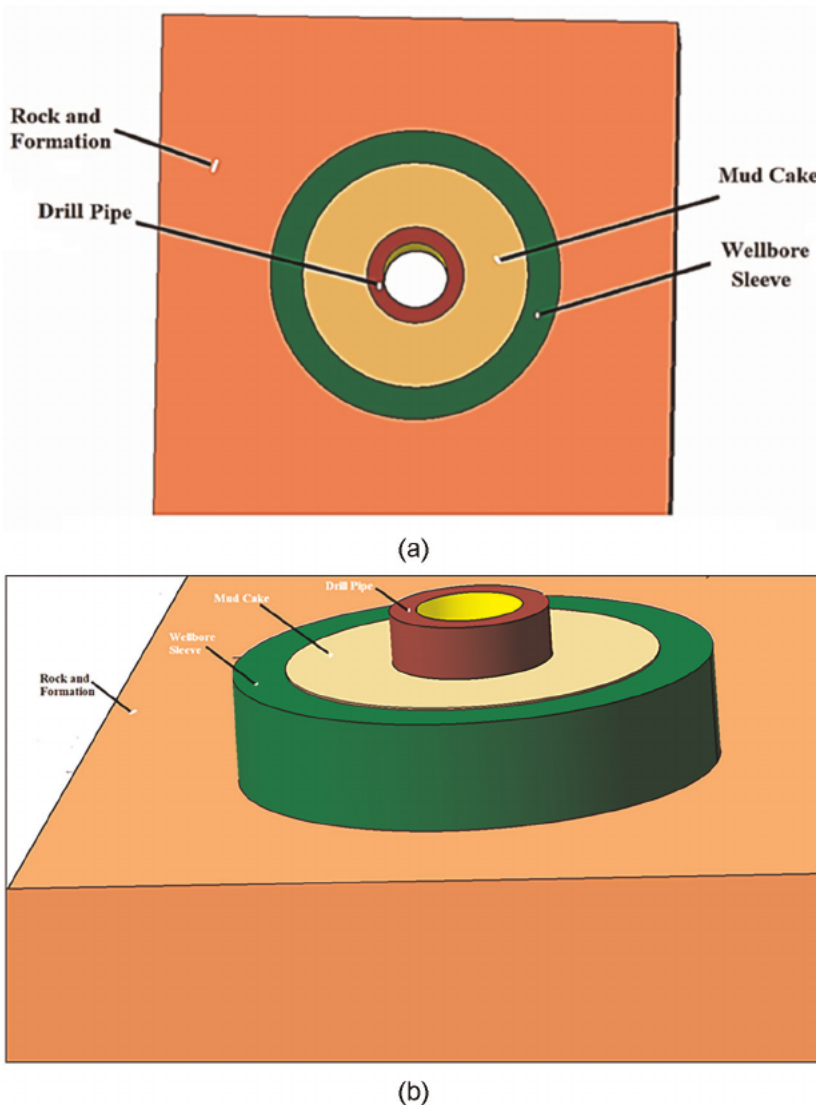 Rock and
Formation
Drill Pipe
Mud Cake
Wellbore
Sleeve
(a)
Drill Pipe
Mud Cake
Wellbore
Sleeve
Rock and
Formation
(b)